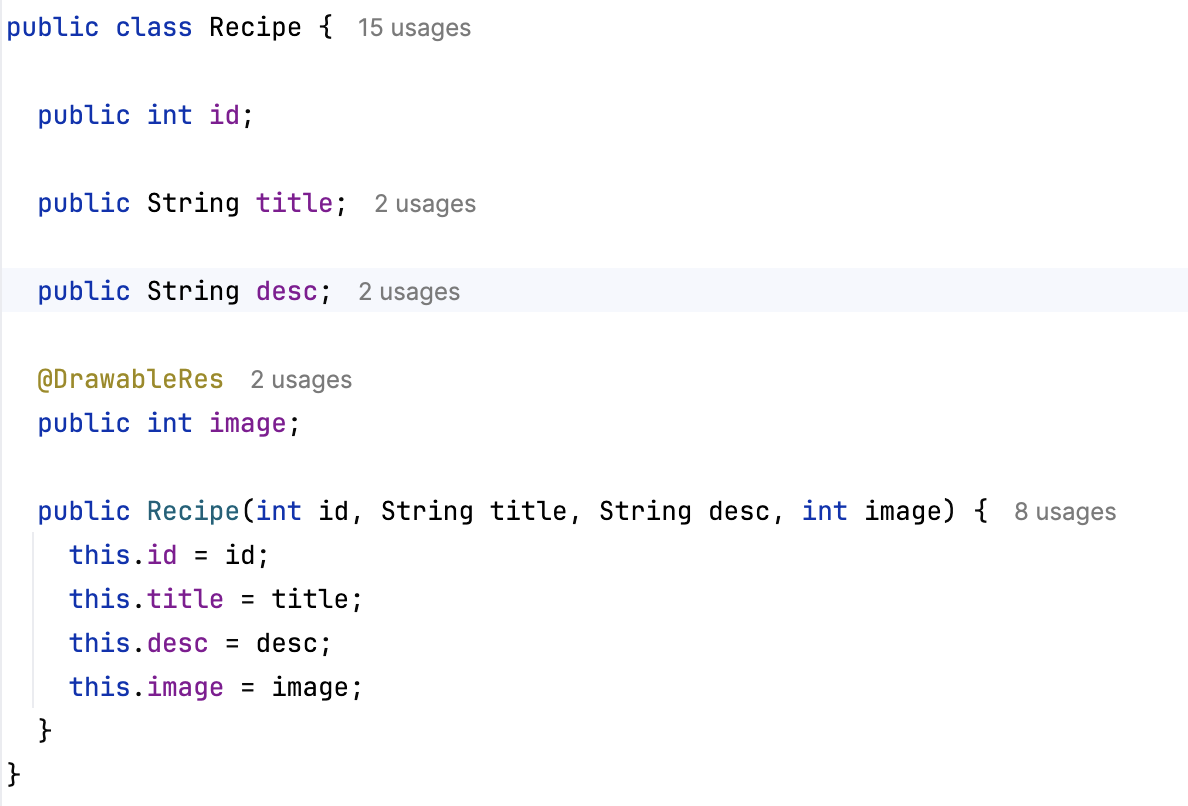 public class Recipe { 15 usages
public int id;
public String title; 2 usages
public String desc; 2 usages
@DrawableRes 2 usages
public int image;
public Recipe(int id, String title, String desc, int image) { 8 usages
this.id = id;
this.title = title;
this.desc = desc;
this.image = image;
}
}